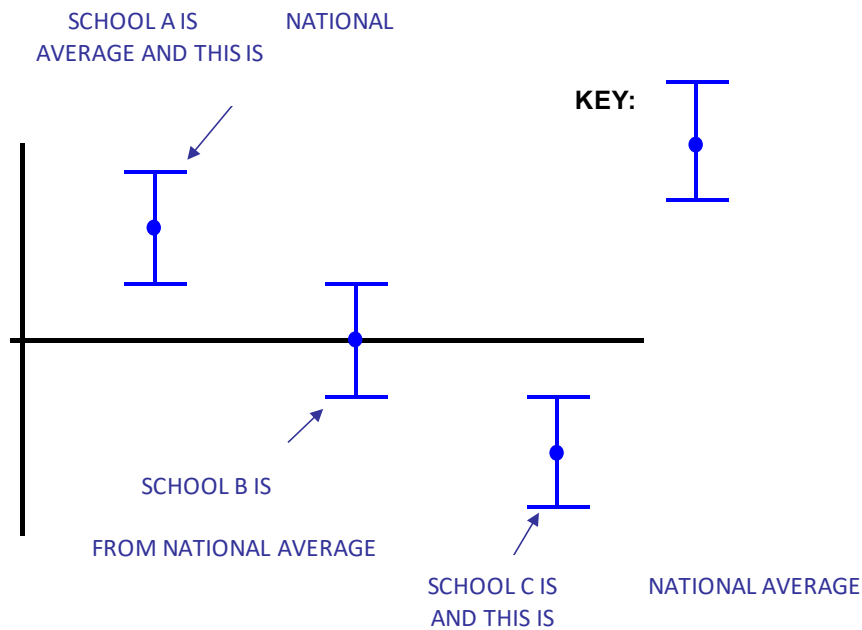 SCHOOL A IS NATIONAL
AVERAGE AND THIS IS
KEY:
SCHOOL B IS
FROM NATIONAL AVERAGE
SCHOOL C IS NATIONAL AVERAGE
AND THIS IS